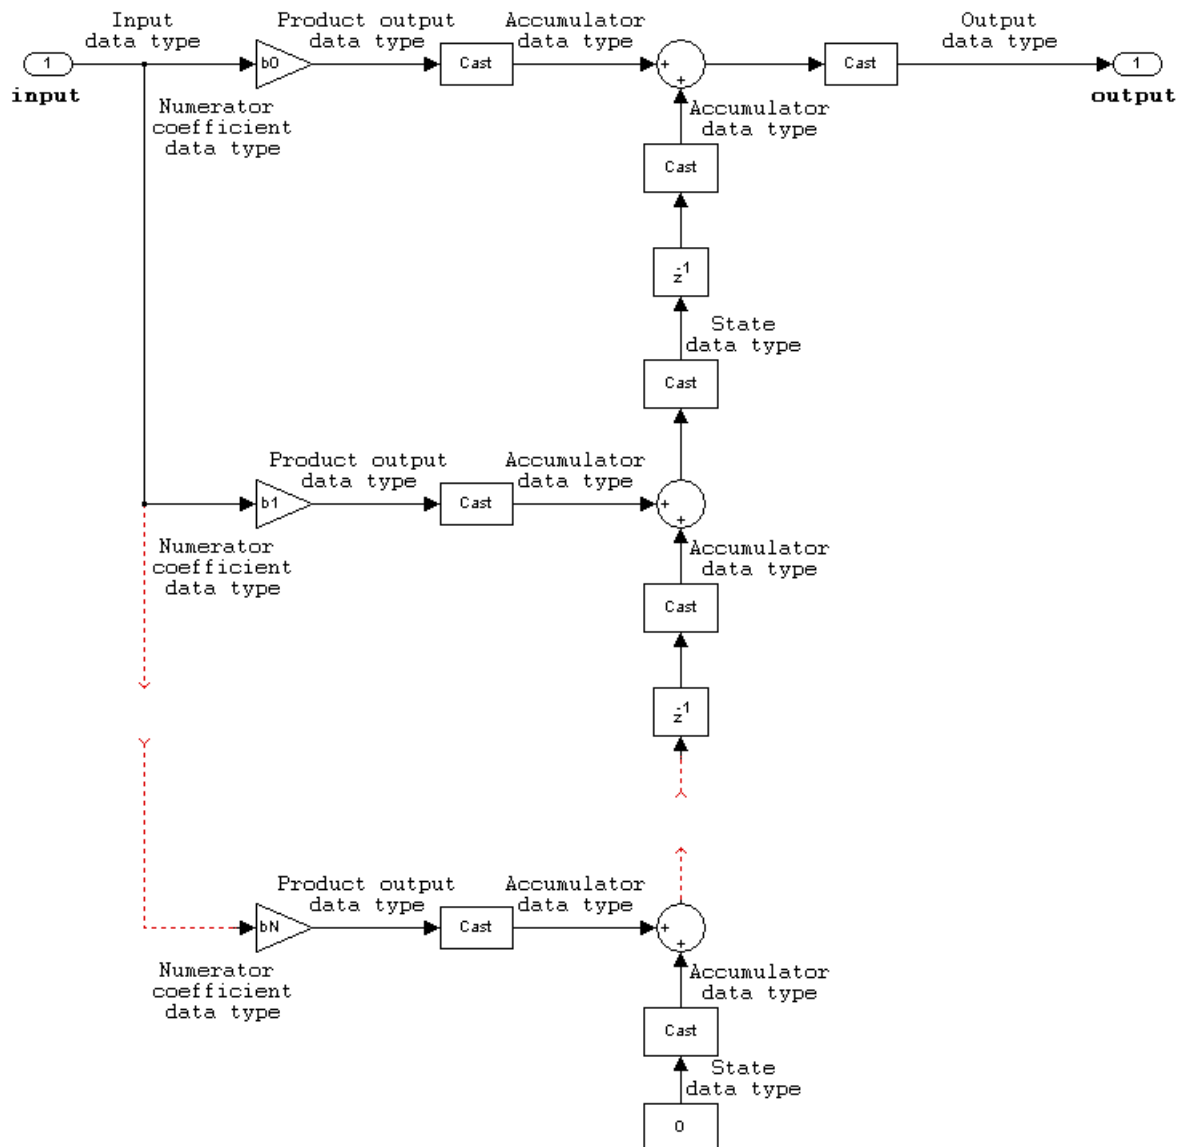 Input
data type
Product output
data type
Accumulator
data type
Output
data type
1
b0
Cast
+
+
Cast
1
input
output
Numerator
coefficient
data type
Accumulator
data type
Cast
z-1
State
data type
Cast
Product output
data type
Accumulator
data type
b1
Cast
+
+
Numerator
coefficient
data type
Accumulator
data type
Cast
z-1
Product output
data type
Accumulator
data type
bN
Cast
+
+
Numerator
coefficient
data type
Accumulator
data type
Cast
State
data type
0